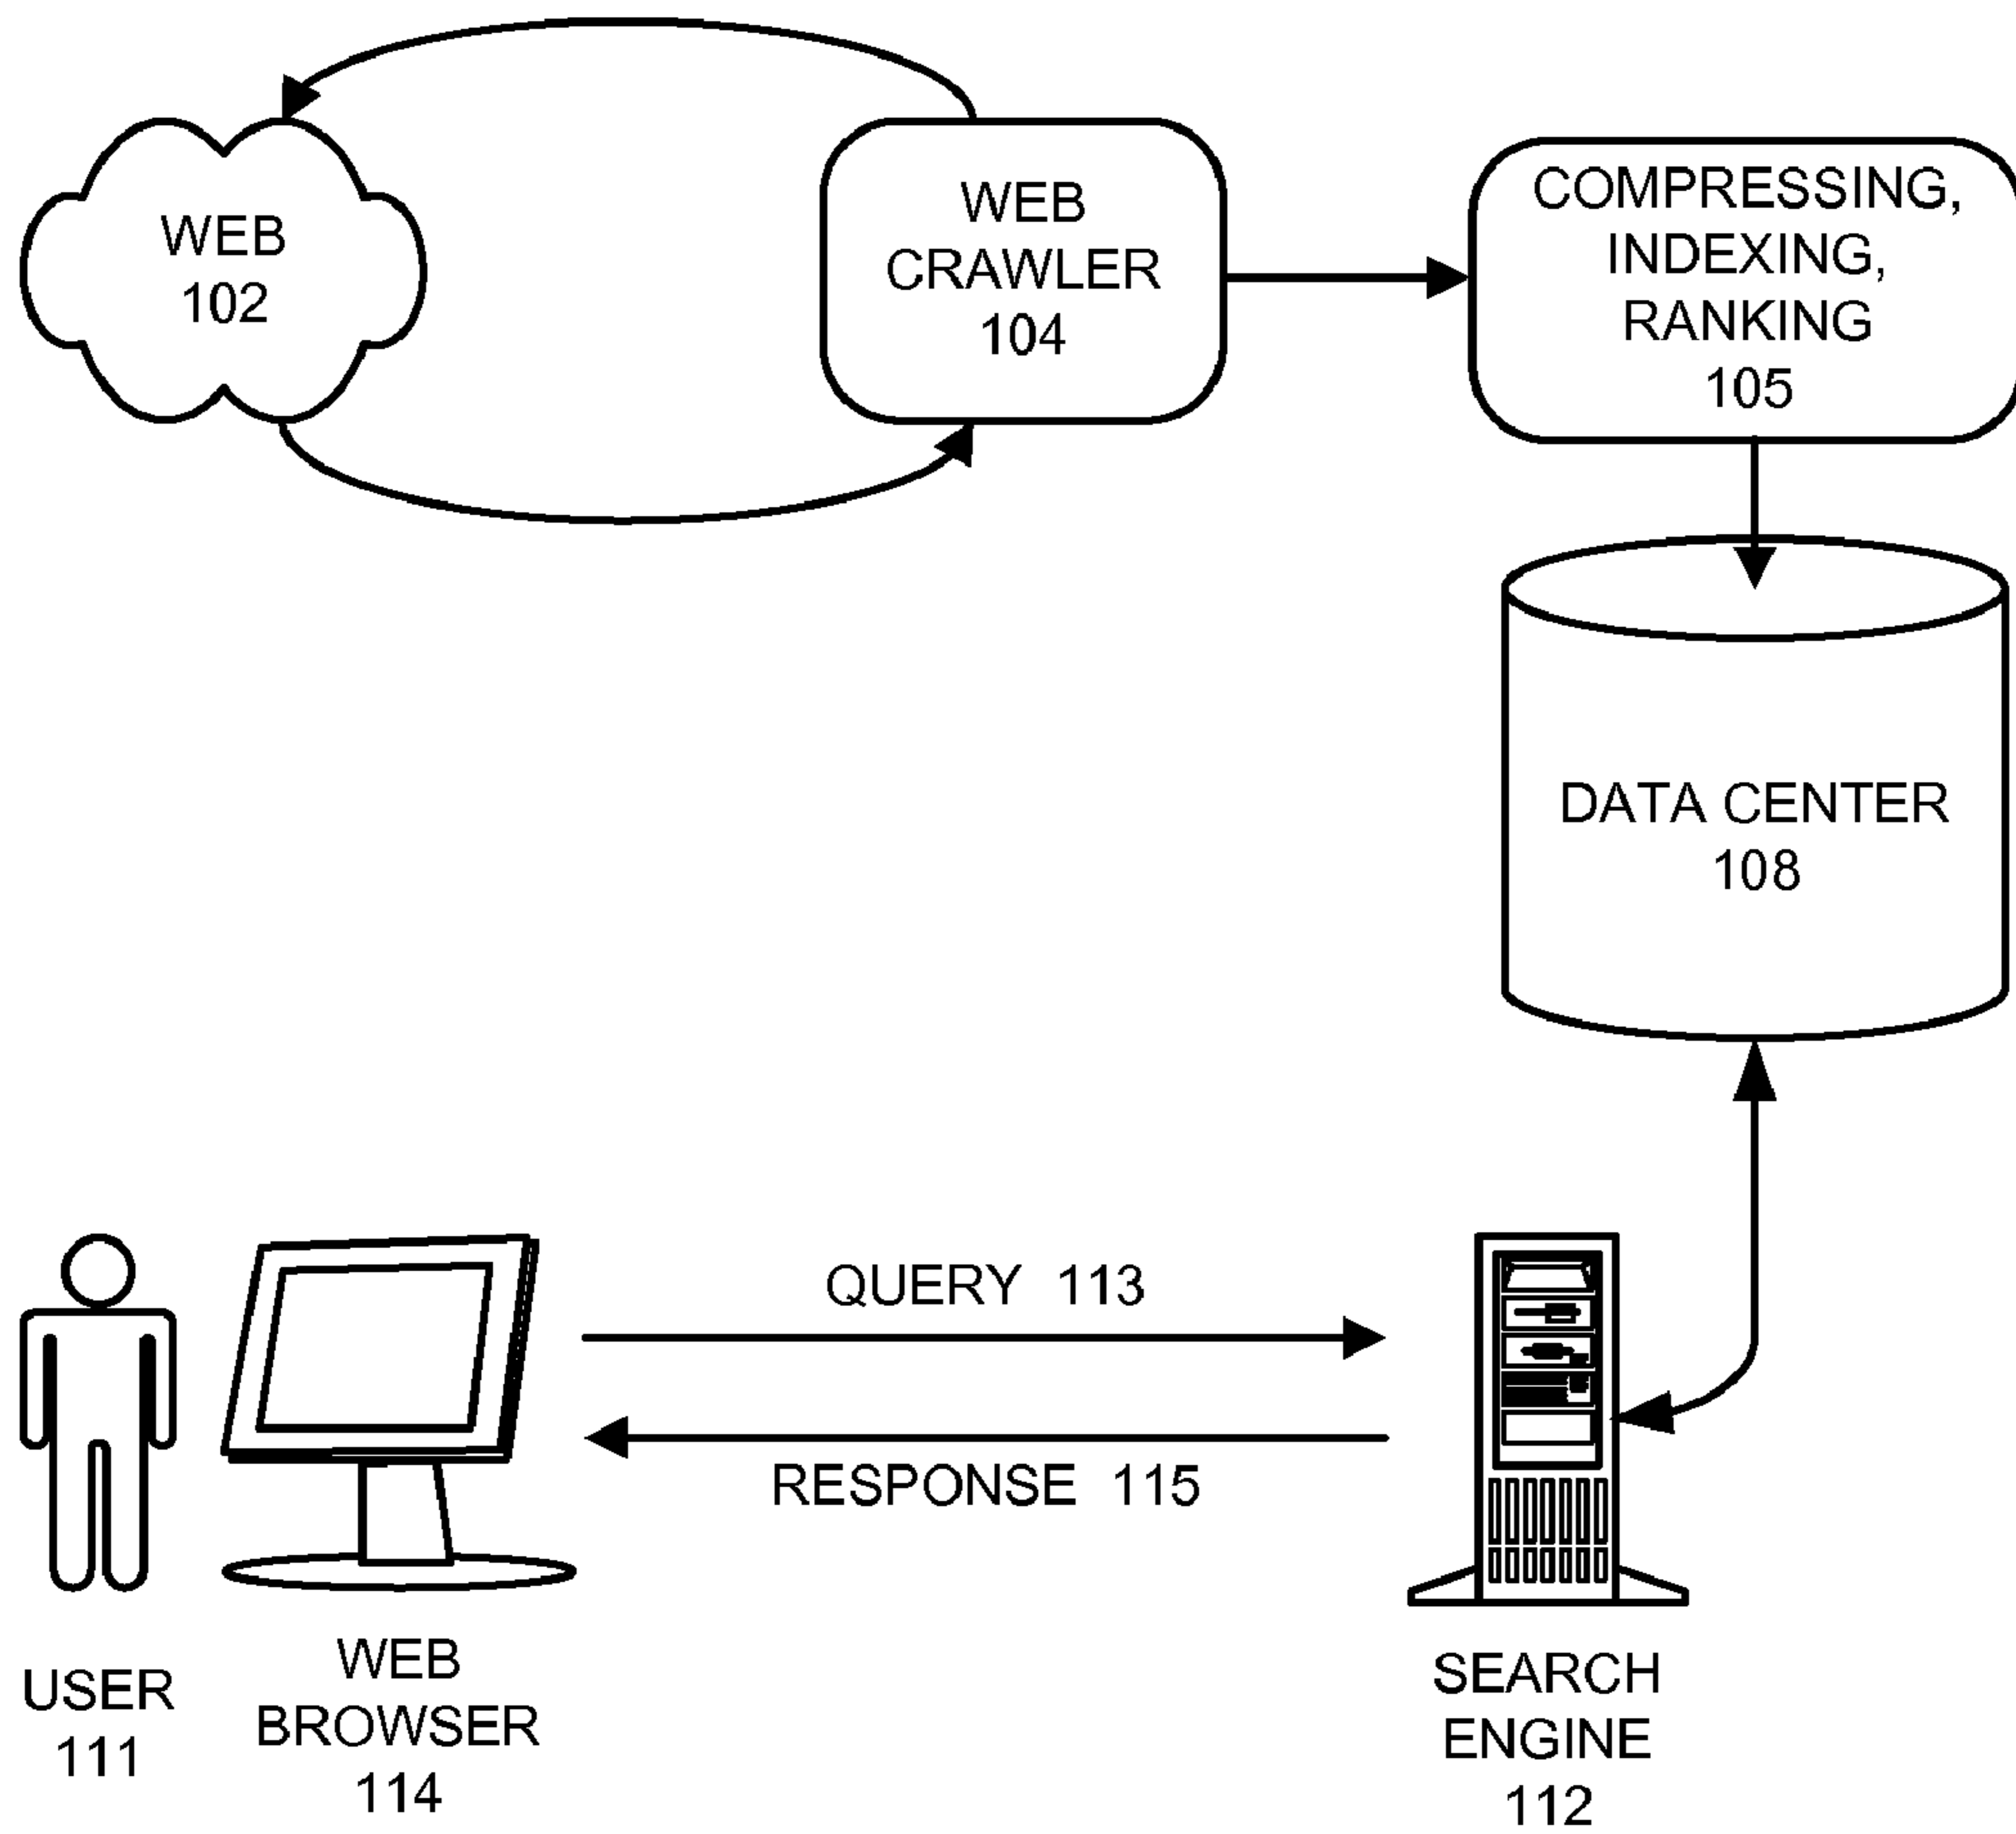 WEB
102
WEB
CRAWLER
104
COMPRESSING,
INDEXING,
RANKING
105
DATA CENTER
108
QUERY 113
RESPONSE 115
USER
111
WEB
BROWSER
114
SEARCH
ENGINE
112